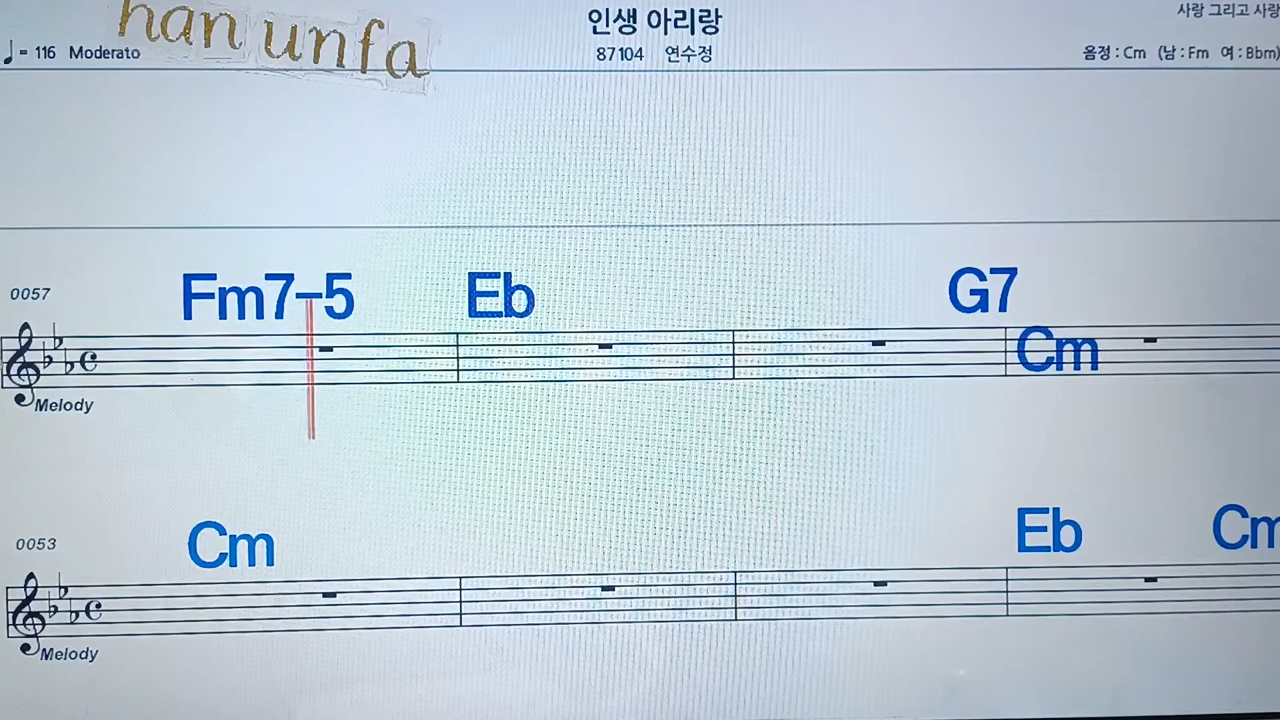 han unfa
인생 아리랑
사랑 그리고 사랑
♩= 116 Moderato
87104 연수정
음정 : Cm (남 : Fm 여 : Bbm)
Fm7-5 Eb G7
0057
Cm
Melody
Cm Eb Cm
0053
Melody